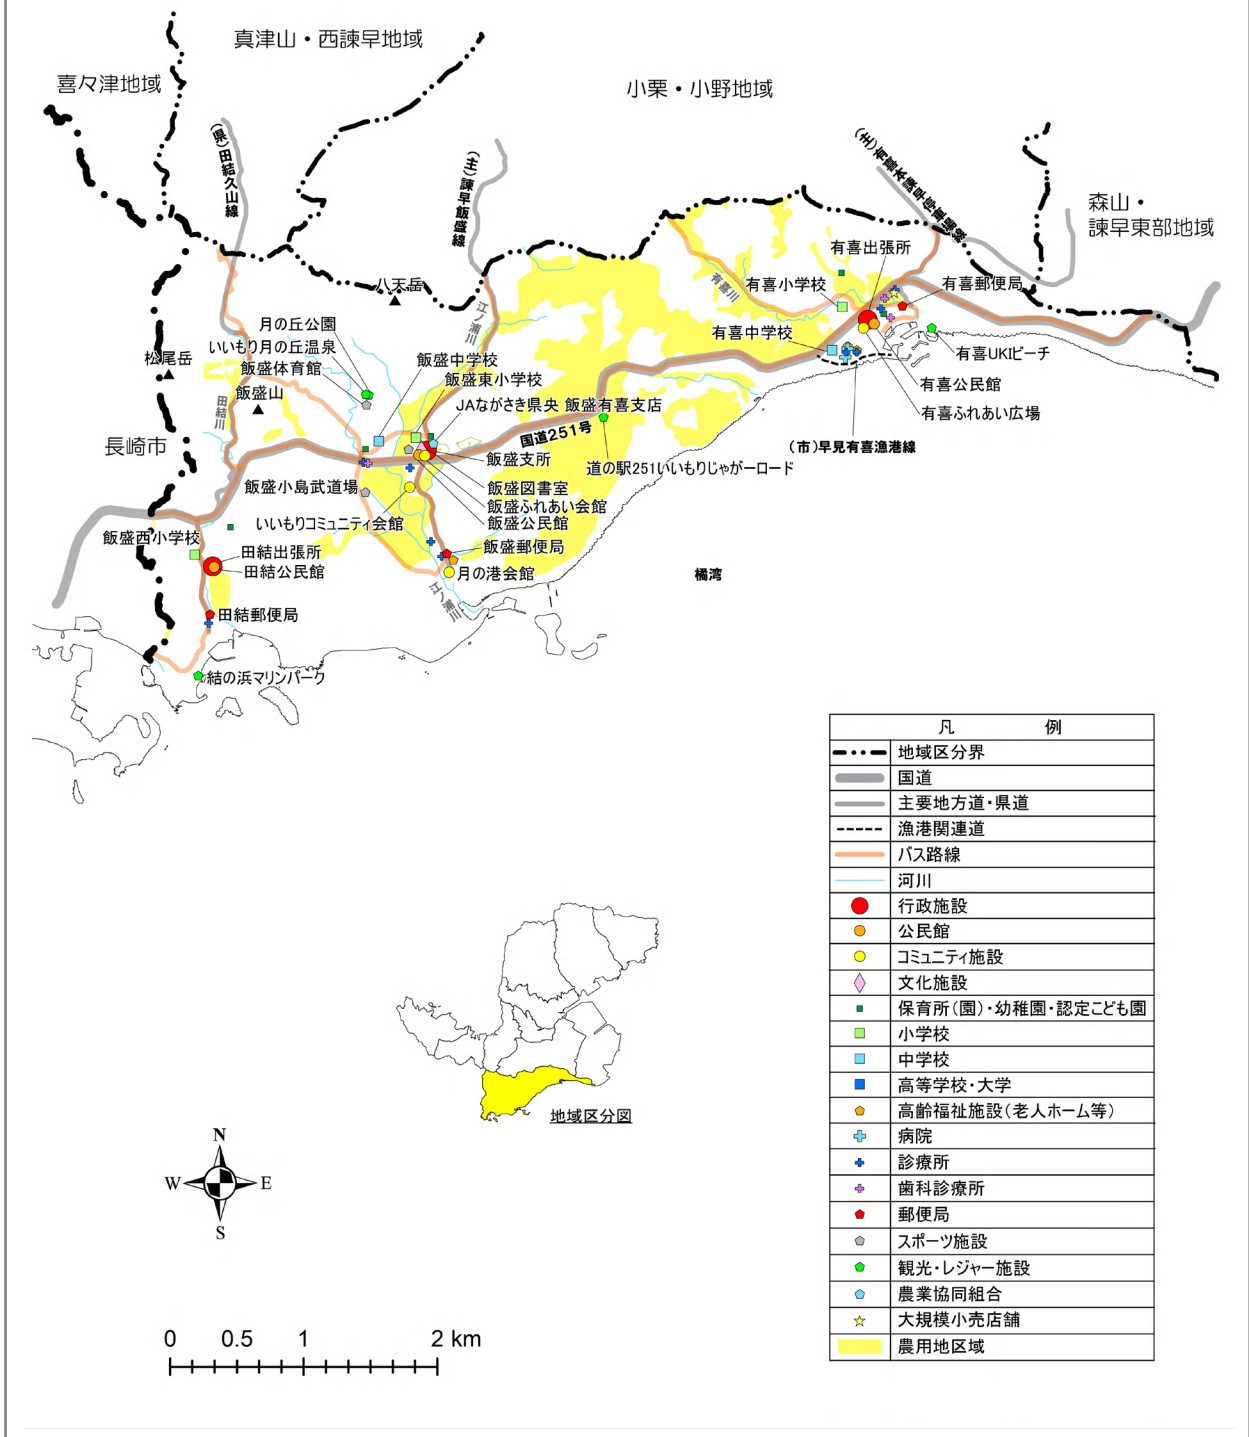 真津山・西諫早地域
喜々津地域
小栗・小野地域
(県)田結久山線
(主)諫早飯盛線
(主)有喜本諫早停車場線
森山・
諫早東部地域
有喜出張所
八天岳
有喜川
有喜小学校
有喜郵便局
江ノ浦川
月の丘公園
いいもり月の丘温泉
飯盛体育館
飯盛中学校
有喜中学校
有喜UKIビーチ
松尾岳
飯盛山
飯盛東小学校
有喜公民館
JAながさき県央 飯盛有喜支店
有喜ふれあい広場
田結川
国道251号
長崎市
(市)早見有喜漁港線
飯盛支所
道の駅251いいもりじゃがーロード
飯盛小島武道場
飯盛図書室
飯盛ふれあい会館
いいもりコミュニティ会館
飯盛公民館
飯盛西小学校
田結出張所
飯盛郵便局
田結公民館
月の港会館
橘湾
江ノ浦川
田結郵便局
結の浜マリンパーク
凡 例
地域区分界
国道
主要地方道・県道
漁港関連道
バス路線
河川
行政施設
公民館
コミュニティ施設
文化施設
保育所(園)・幼稚園・認定こども園
小学校
中学校
高等学校・大学
高齢福祉施設(老人ホーム等)
病院
診療所
歯科診療所
郵便局
スポーツ施設
観光・レジャー施設
農業協同組合
大規模小売店舗
農用地区域
地域区分図
N
W E
S
0 0.5 1 2 km